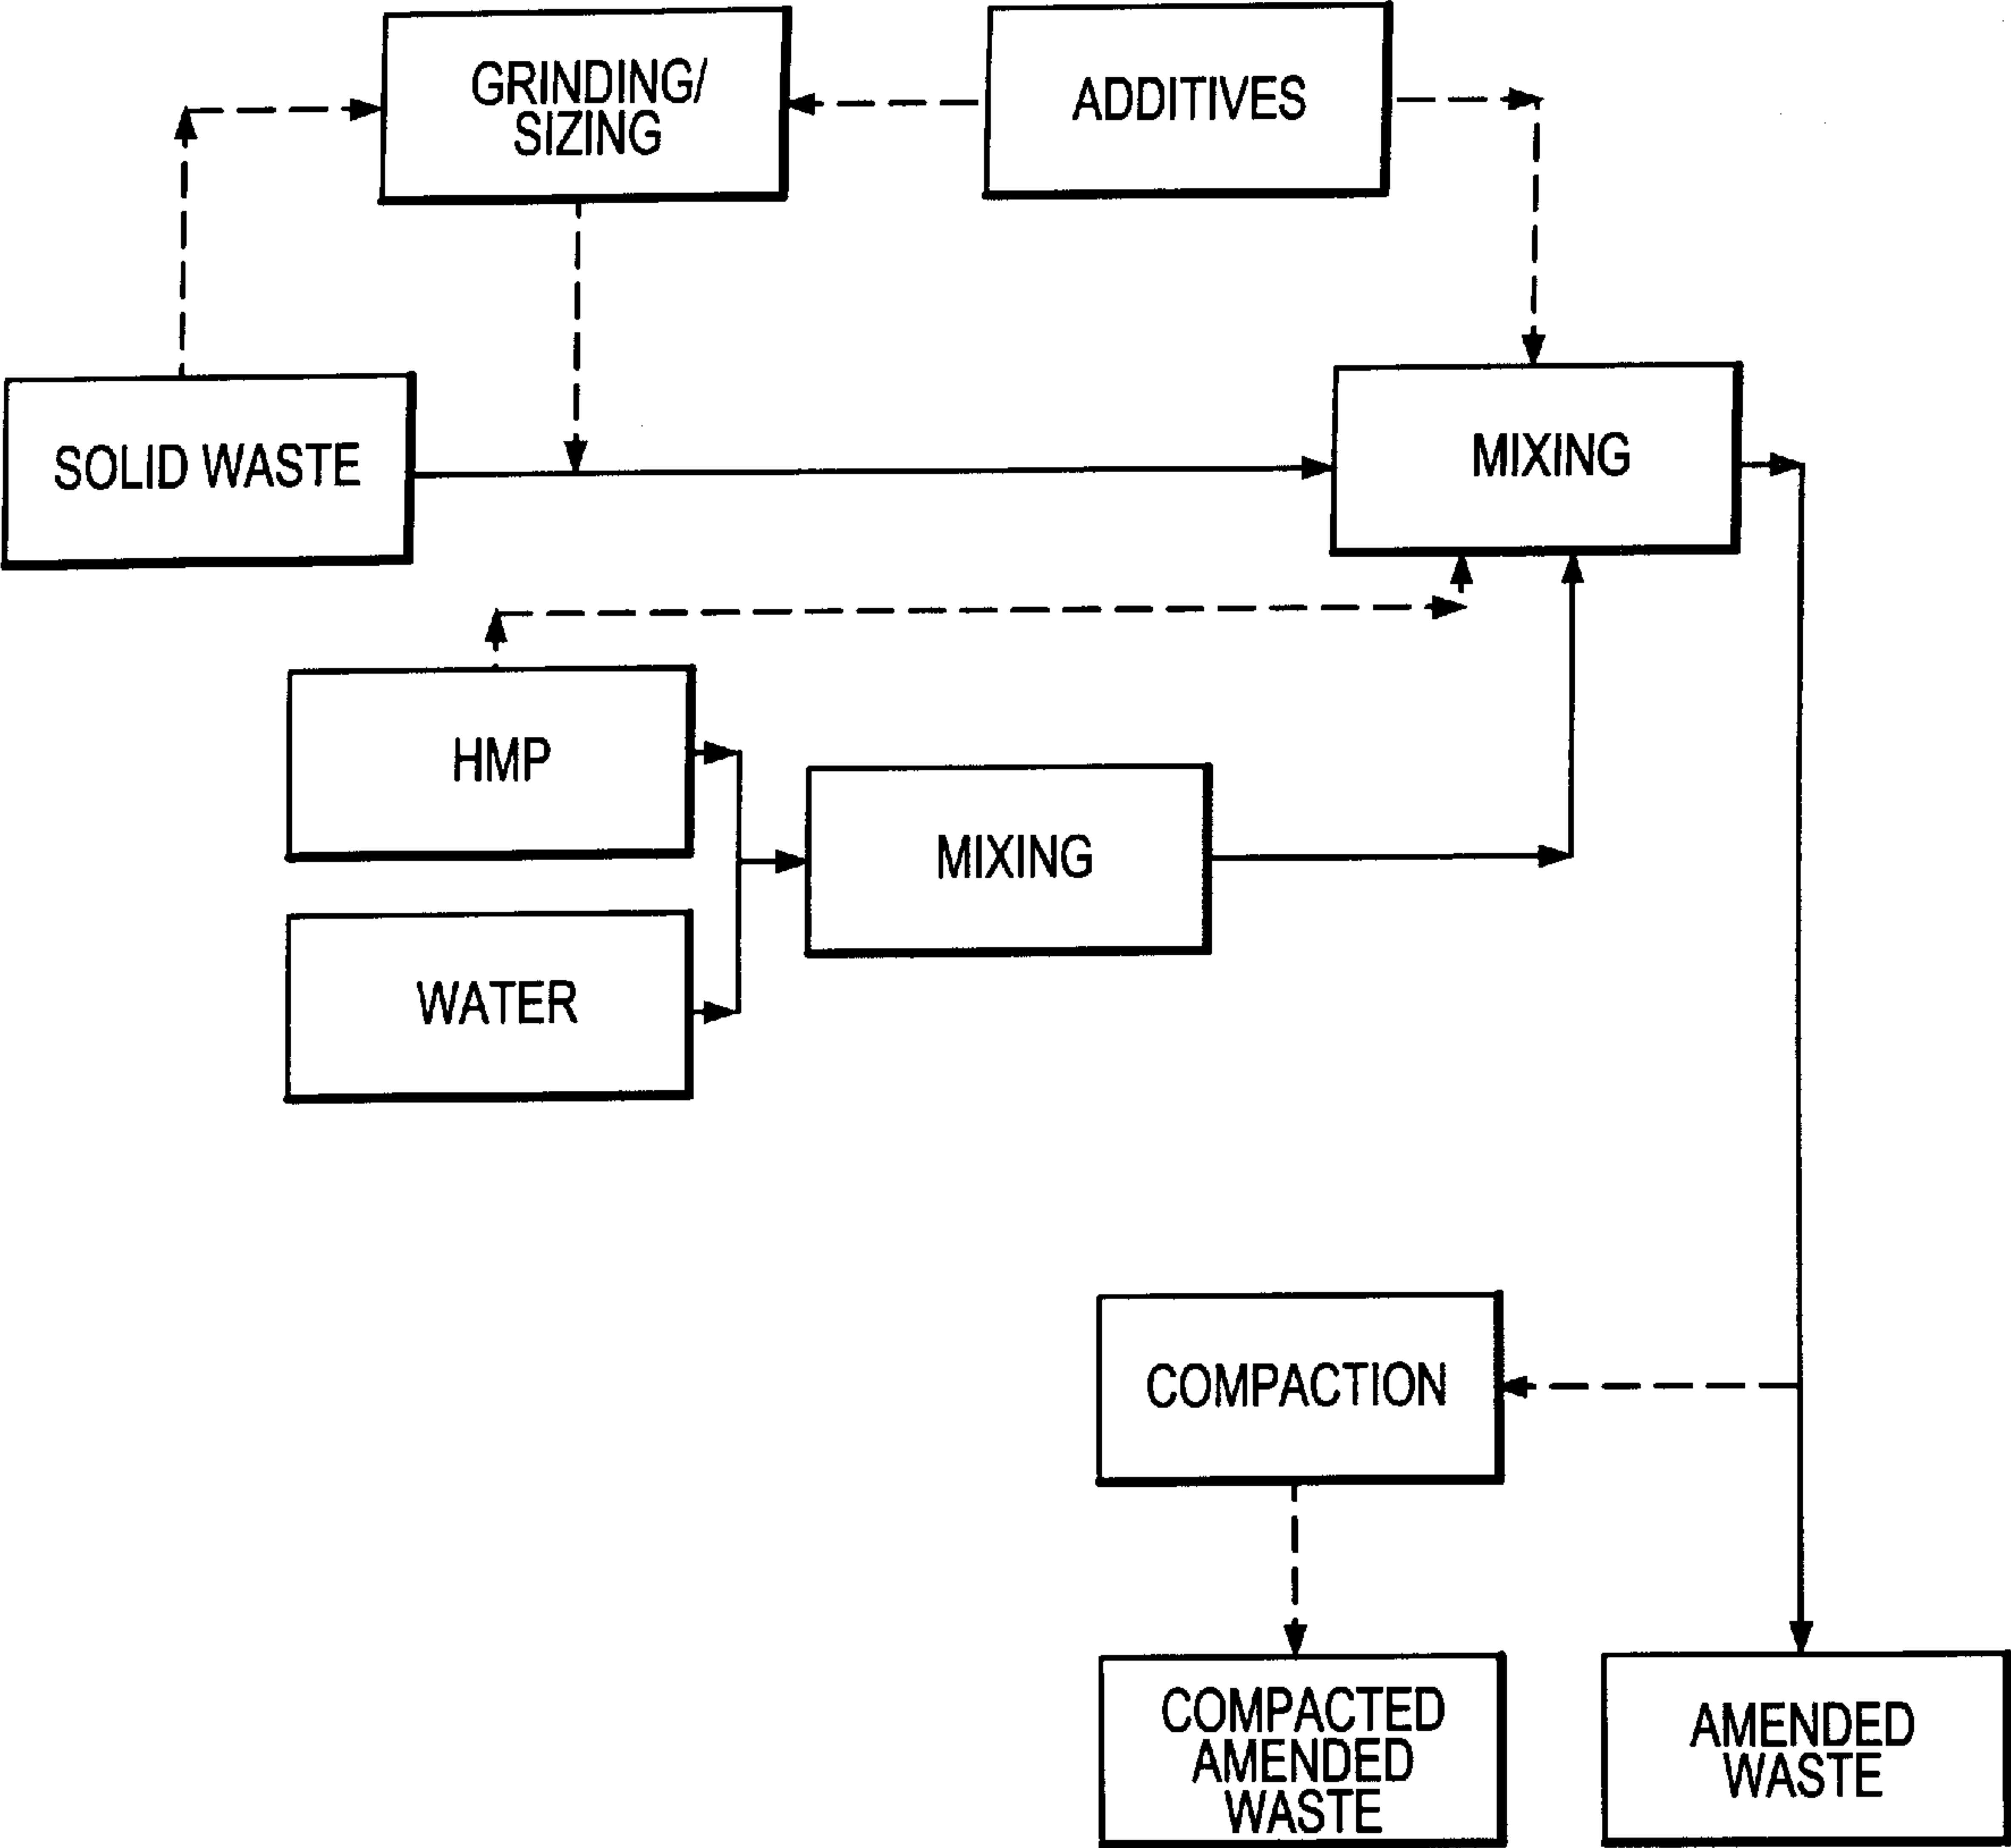 GRINDING/
SIZING
ADDITIVES
SOLID WASTE
MIXING
HMP
MIXING
WATER
COMPACTION
COMPACTED
AMENDED
WASTE
AMENDED
WASTE